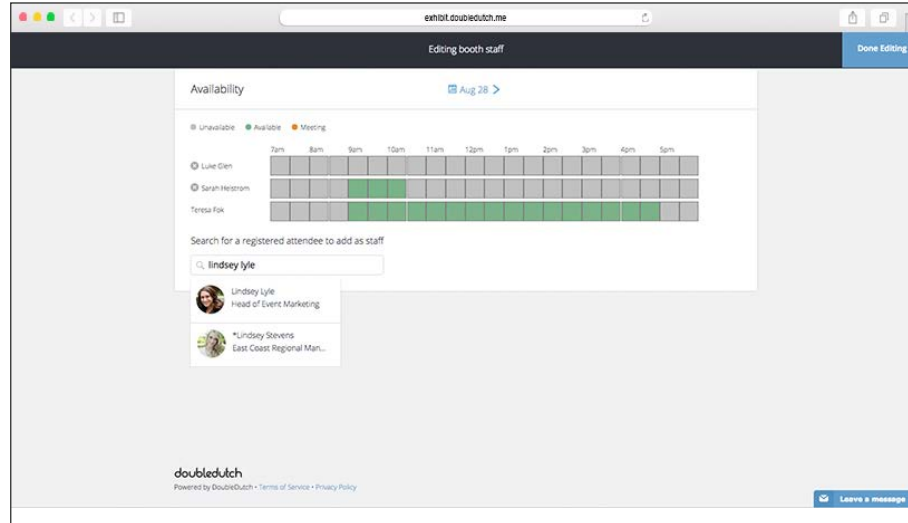 exhibit.doubledutch.me
Editing booth staff
Done Editing
Availability
Aug 28
Unavailable Available Meeting
7am 8am 9am 10am 11am 12pm 1pm 2pm 3pm 4pm 5pm
Luke Glen
Sarah Helstrom
Teresa Fok
Search for a registered attendee to add as staff
lindsey lyle
Lindsey Lyle
Head of Event Marketing
*Lindsey Stevens
East Coast Regional Man...
doubledutch
Powered by DoubleDutch • Terms of Service • Privacy Policy
Leave a message